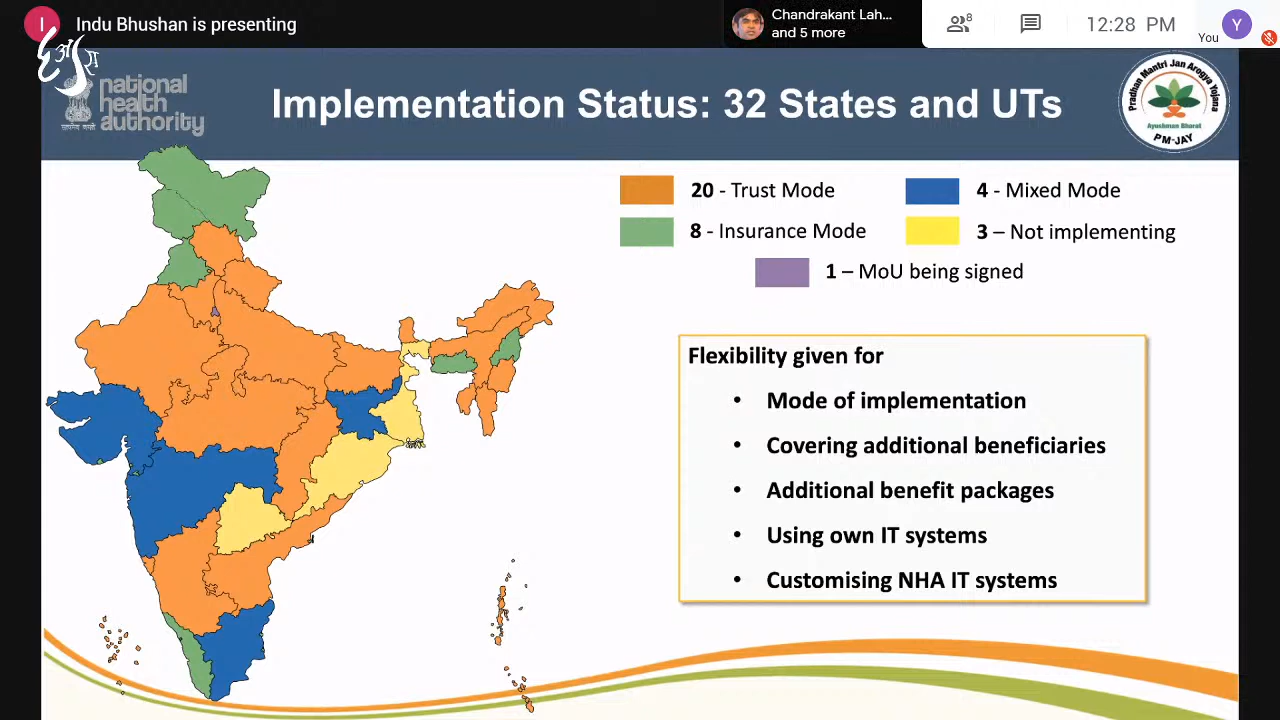 I
Indu Bhushan is presenting
Chandrakant Lah...
and 5 more
8
12:28 PM
You
Y
national
health
authority
सत्यमेव जयते
Implementation Status: 32 States and UTs
Pradhan Mantri Jan Arogya Yojana
Ayushman Bharat
PM-JAY
20 - Trust Mode
4 - Mixed Mode
8 - Insurance Mode
3 – Not implementing
1 – MoU being signed
Flexibility given for
• Mode of implementation
• Covering additional beneficiaries
• Additional benefit packages
• Using own IT systems
• Customising NHA IT systems